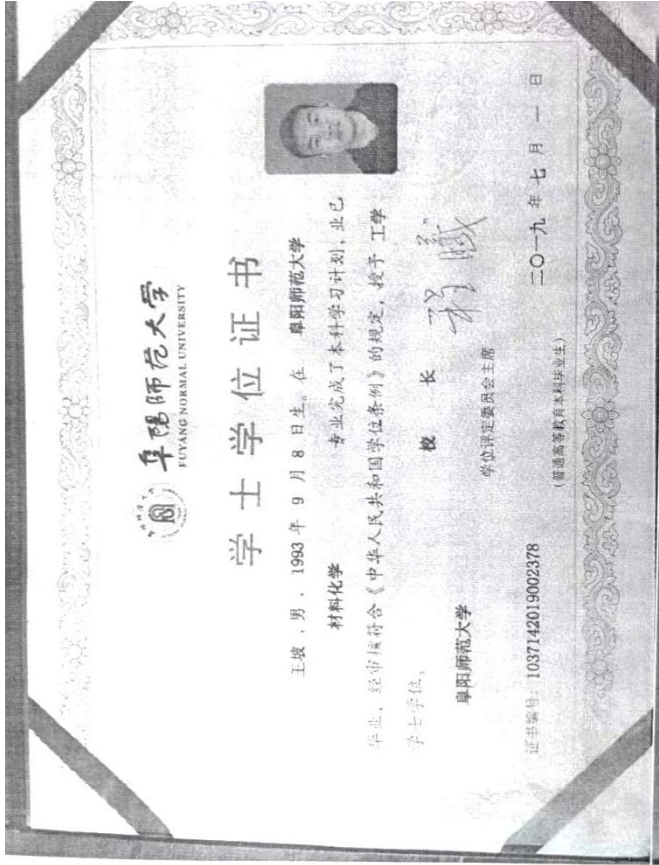 阜阳师范大学
FUYANG NORMAL UNIVERSITY
学士学位证书
王坡，男，1993 年 9 月 8 日生。在 阜阳师范大学
材料化学 专业完成了本科学习计划，业已
毕业，经审核符合《中华人民共和国学位条例》的规定，授予 工学
学士学位。
阜阳师范大学
校 长
学位评定委员会主席
证书编号：1037142019002378
二〇一九 年 七 月 一 日
(普通高等教育本科毕业生)